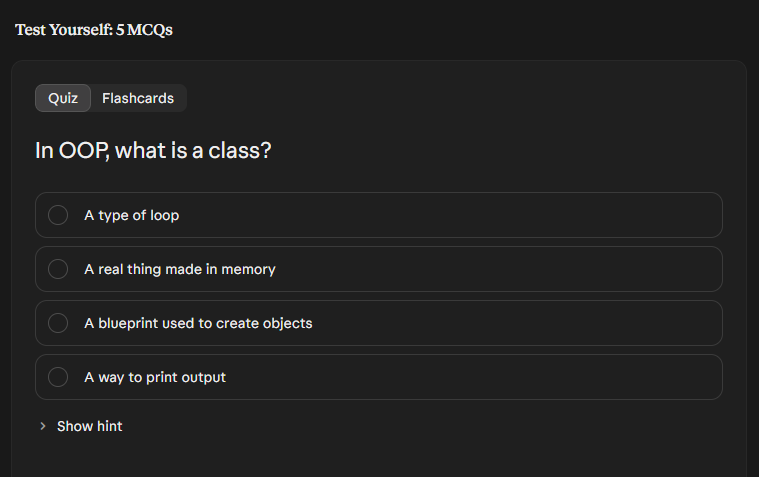 Test Yourself: 5 MCQs
Quiz Flashcards
In OOP, what is a class?
A type of loop
A real thing made in memory
A blueprint used to create objects
A way to print output
Show hint